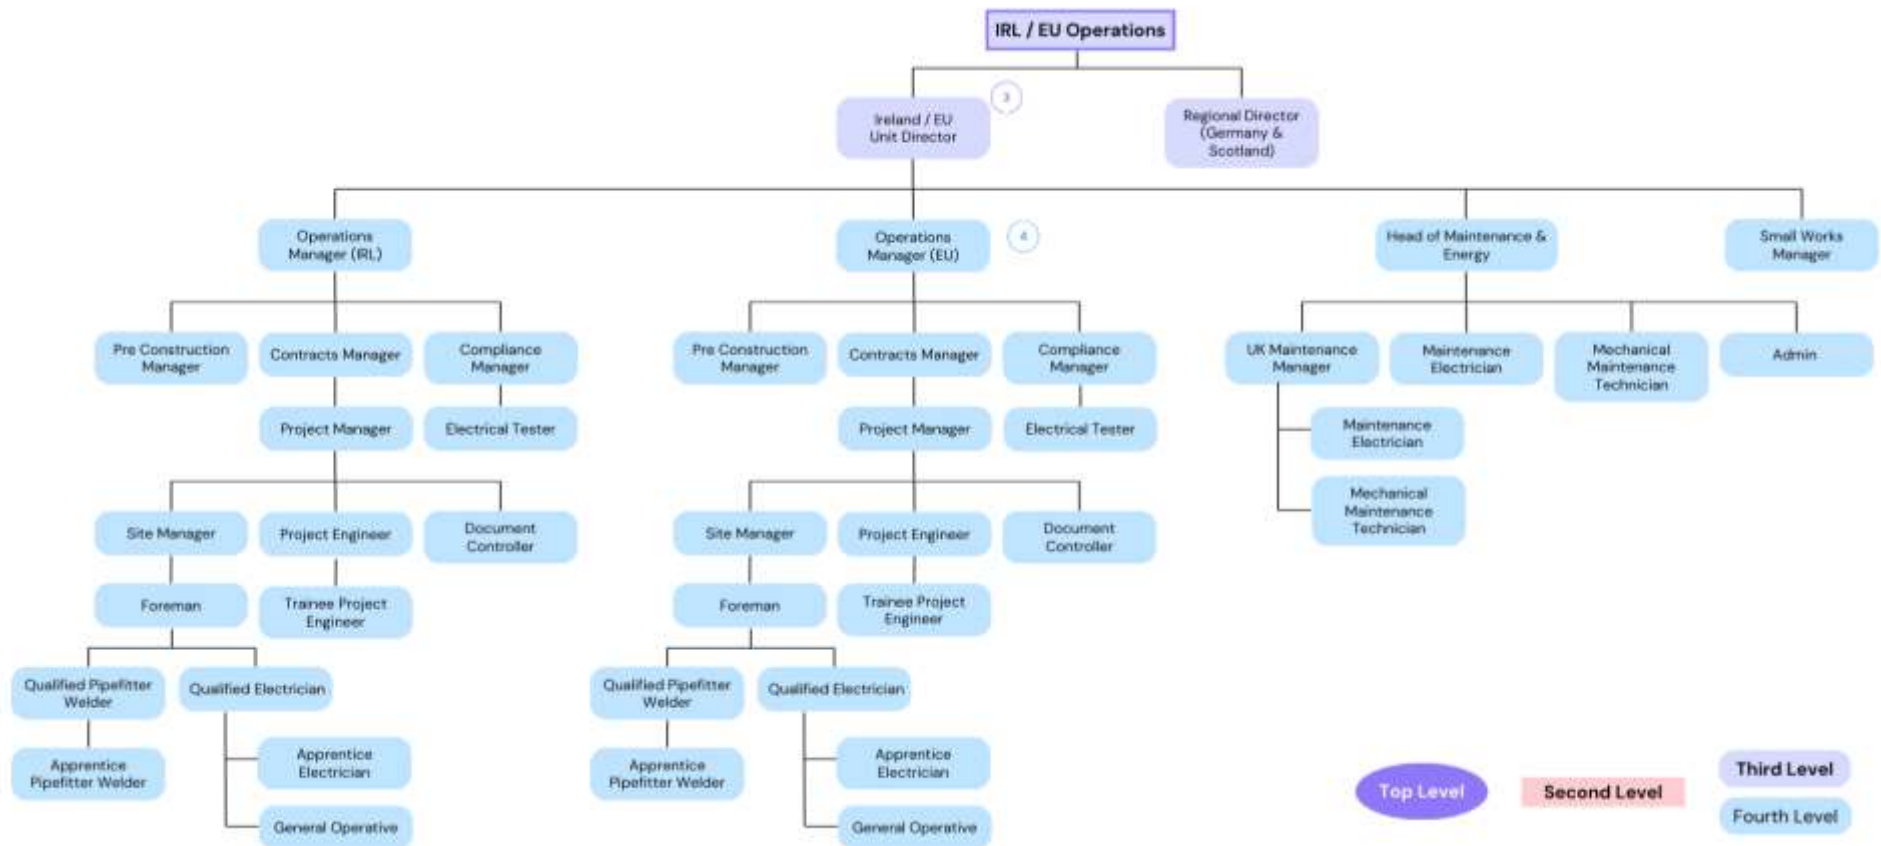 IRL / EU Operations
3
Ireland / EU
Unit Director
Regional Director
(Germany &
Scotland)
Operations
Manager (IRL)
Operations
Manager (EU)
4
Head of Maintenance &
Energy
Small Works
Manager
Pre Construction
Manager
Contracts Manager
Compliance
Manager
Pre Construction
Manager
Contracts Manager
Compliance
Manager
UK Maintenance
Manager
Maintenance
Electrician
Mechanical
Maintenance
Technician
Admin
Project Manager
Electrical Tester
Project Manager
Electrical Tester
Maintenance
Electrician
Mechanical
Maintenance
Technician
Site Manager
Project Engineer
Document
Controller
Site Manager
Project Engineer
Document
Controller
Foreman
Trainee Project
Engineer
Foreman
Trainee Project
Engineer
Qualified Pipefitter
Welder
Qualified Electrician
Qualified Pipefitter
Welder
Qualified Electrician
Apprentice
Pipefitter Welder
Apprentice
Electrician
Apprentice
Pipefitter Welder
Apprentice
Electrician
General Operative
General Operative
Top Level
Second Level
Third Level
Fourth Level